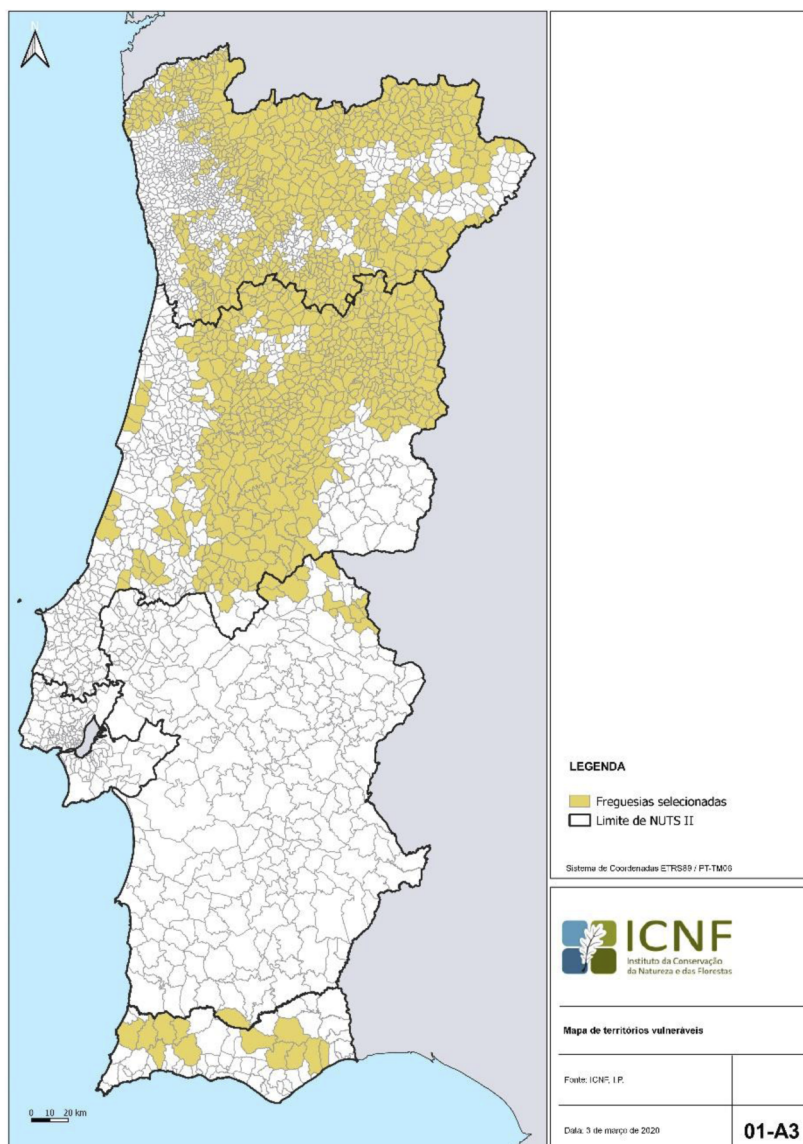 N
LEGENDA
Freguesias selecionadas
Limite de NUTS II
Sistema de Coordenadas ETRS89 / PT-TM06
ICNF
Instituto da Conservação
da Natureza e das Florestas
Mapa de territórios vulneráveis
Fonte: ICNF, I.P.
Data: 3 de março de 2020
01-A3
0 10 20 km